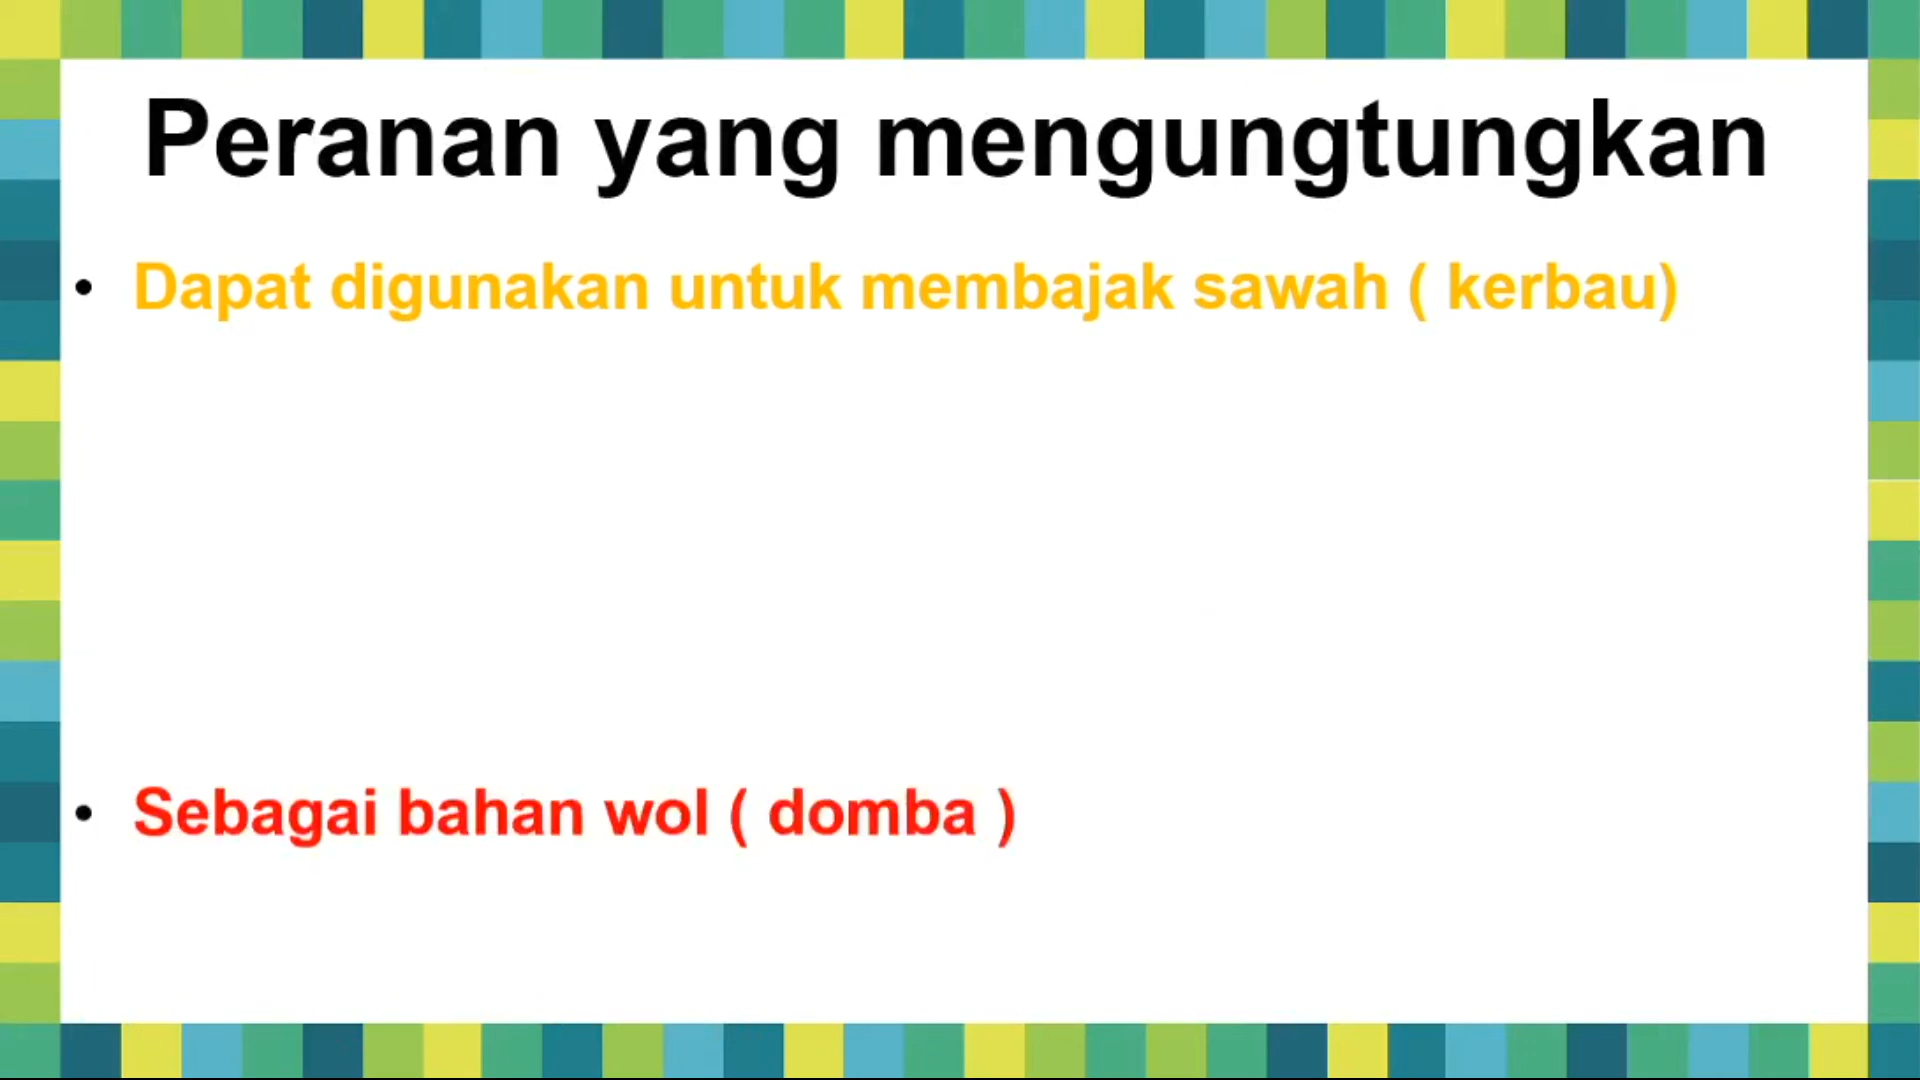 Peranan yang mengungtungkan
• Dapat digunakan untuk membajak sawah ( kerbau)
• Sebagai bahan wol ( domba )